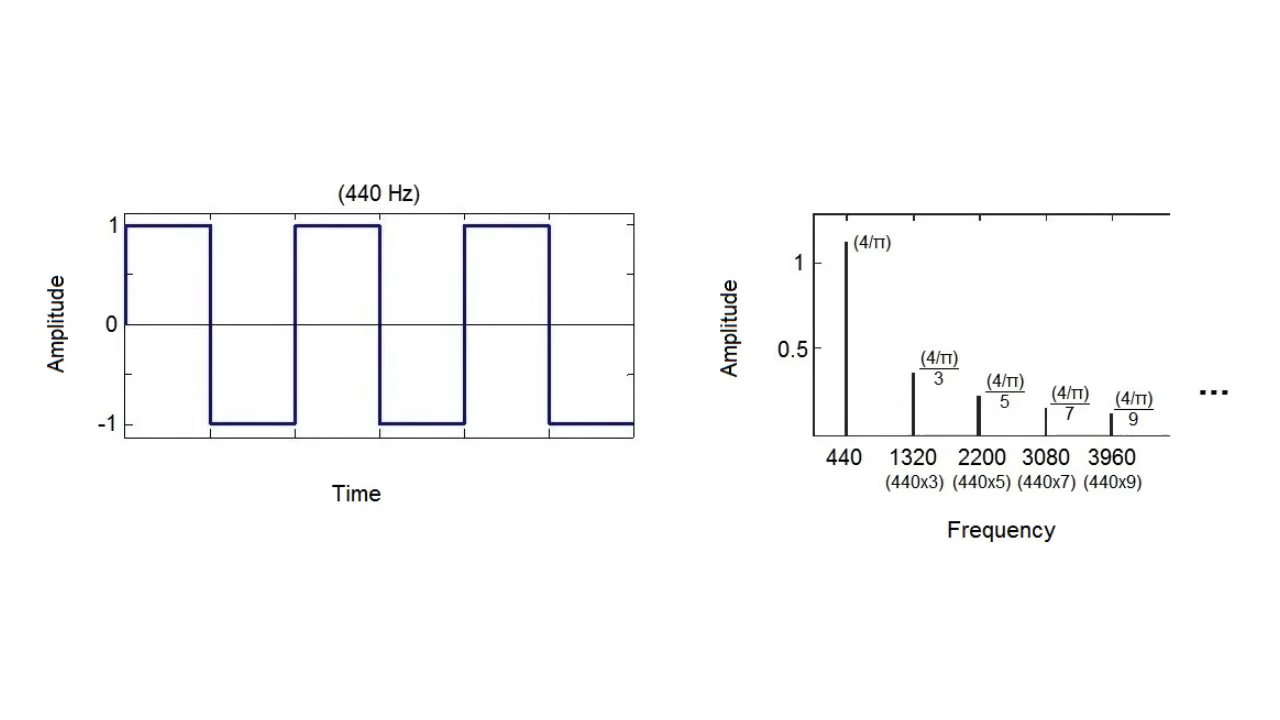 (440 Hz)
Amplitude
1
0
-1
Time
Amplitude
1
0.5
(4/π)
(4/π)
3
(4/π)
5
(4/π)
7
(4/π)
9
...
440 1320 2200 3080 3960
(440x3) (440x5) (440x7) (440x9)
Frequency